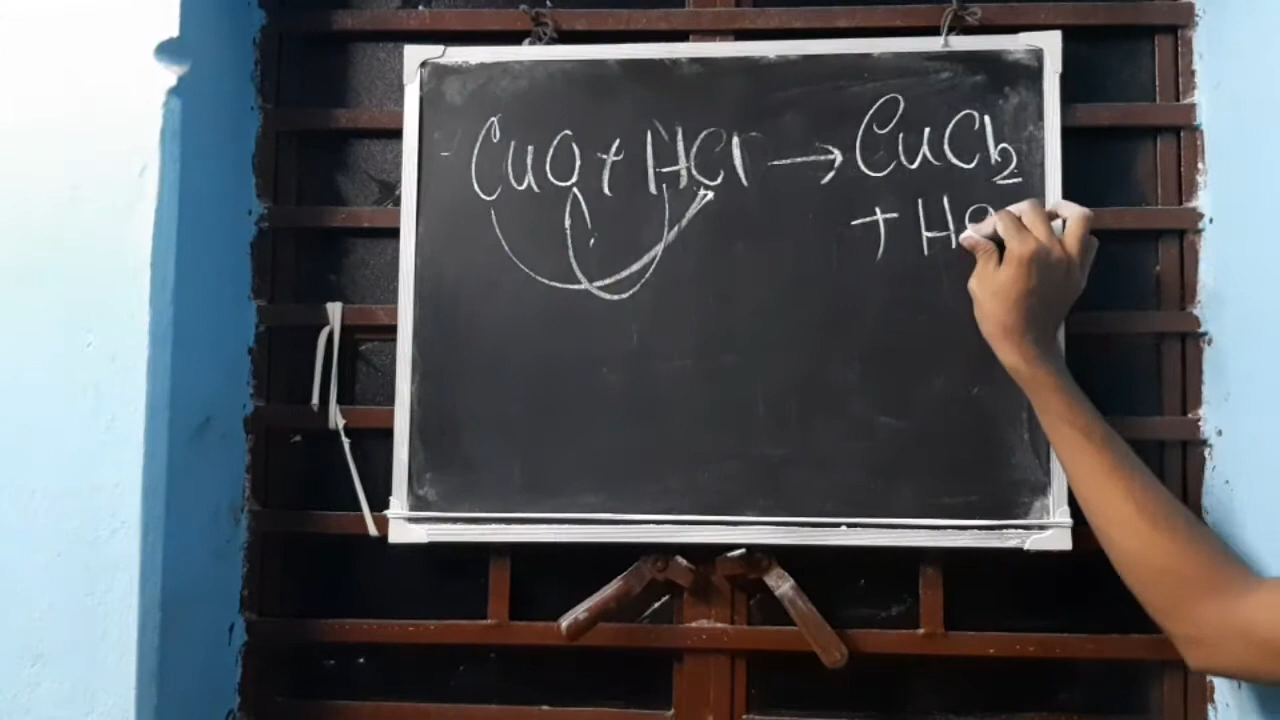 CuO + HCl → CuCl₂
+ H